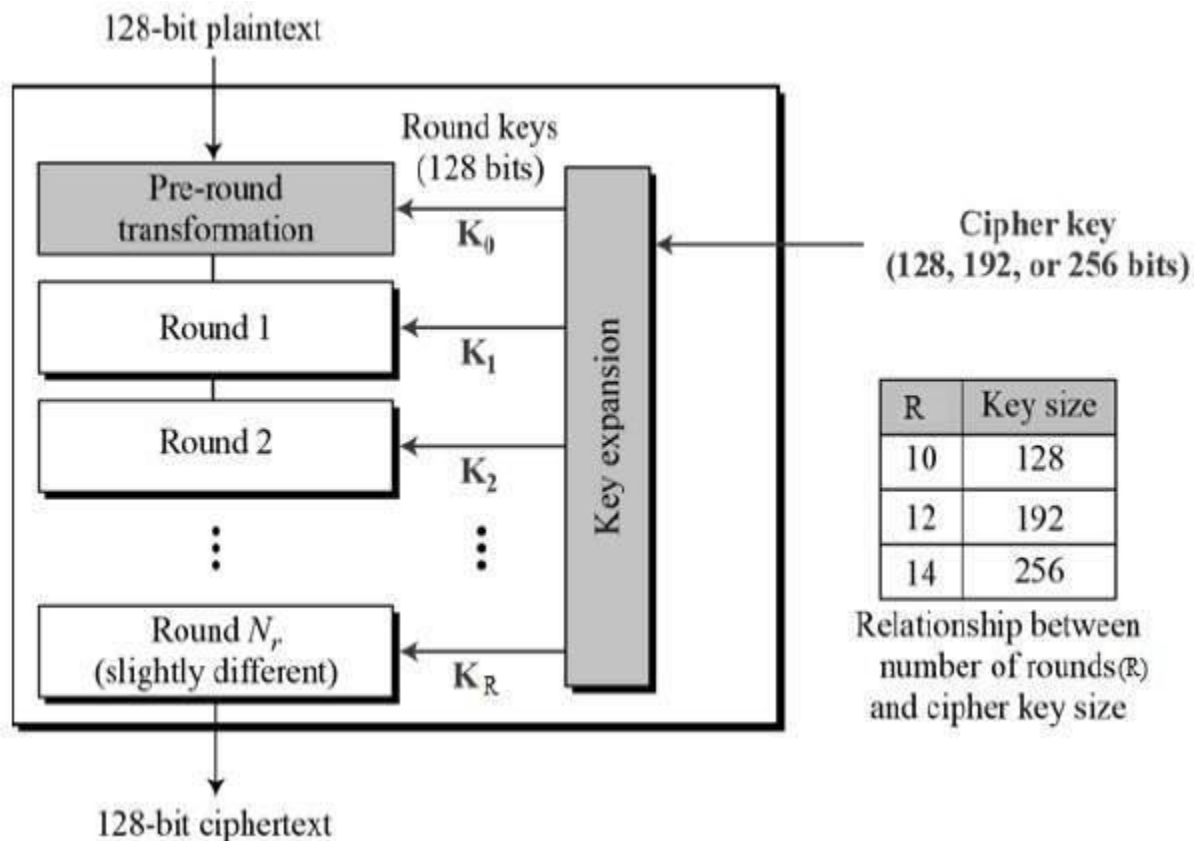 128-bit plaintext
Round keys
(128 bits)
Pre-round
transformation
K0
Cipher key
(128, 192, or 256 bits)
Round 1
K1
Round 2
K2
Key expansion
R Key size
10 128
12 192
14 256
Relationship between
number of rounds(R)
and cipher key size
Round Nr
(slightly different)
KR
128-bit ciphertext